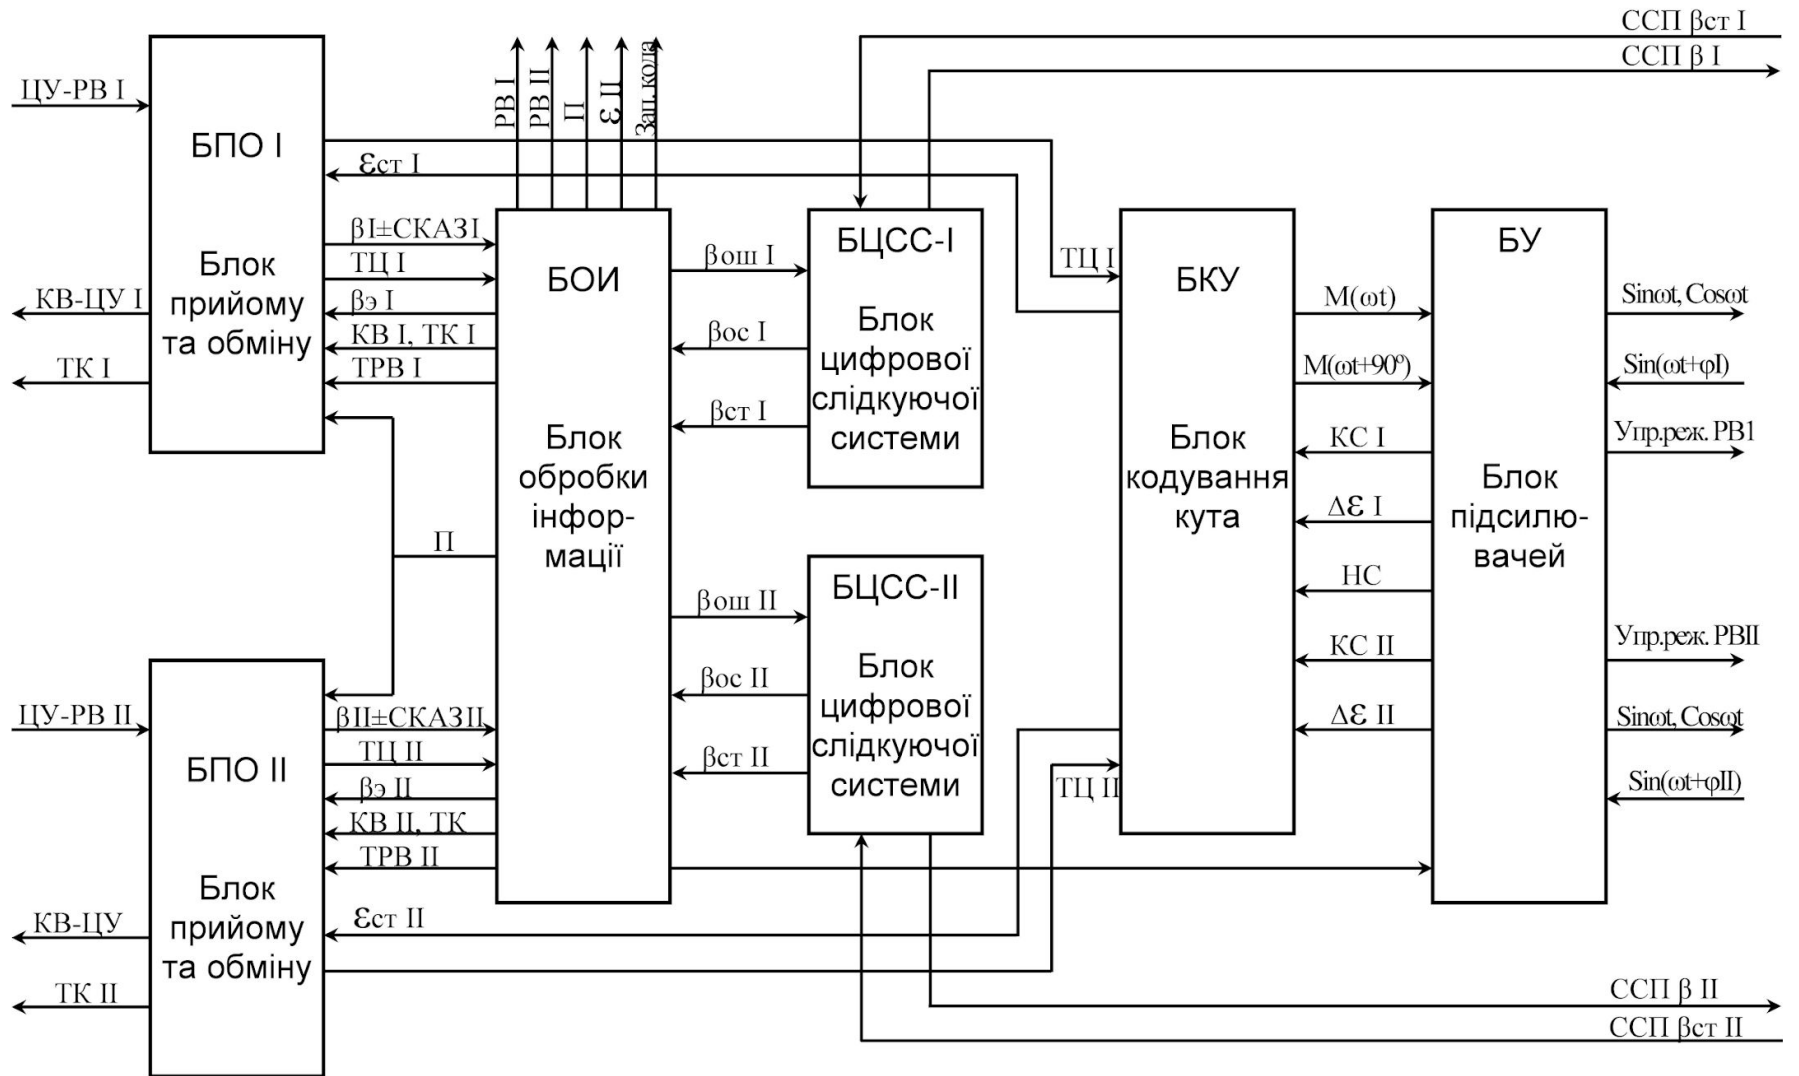 ССП βст I
ССП β I
ЦУ-РВ I
КВ-ЦУ I
ТК I
БПО I
Блок
прийому
та обміну
εст I
βI±СКАЗ I
ТЦ I
βэ I
КВ I, ТК I
ТРВ I
П
РВ I
РВ II
П
ε II
Зап. кода
БОИ
Блок
обробки
інфор-
мації
βош I
βос I
βст I
БЦСС-I
Блок
цифрової
слідкуючої
системи
βош II
βос II
βст II
БЦСС-II
Блок
цифрової
слідкуючої
системи
ТЦ I
БКУ
Блок
кодування
кута
ТЦ II
M(ωt)
M(ωt+90º)
КС I
Δε I
НС
КС II
Δε II
БУ
Блок
підсилю-
вачей
Sinωt, Cosωt
Sin(ωt+φI)
Упр.реж. РВ1
Упр.реж. РВII
Sinωt, Cosωt
Sin(ωt+φII)
ЦУ-РВ II
КВ-ЦУ
ТК II
БПО II
Блок
прийому
та обміну
βII±СКАЗ II
ТЦ II
βэ II
КВ II, ТК
ТРВ II
εст II
ССП β II
ССП βст II